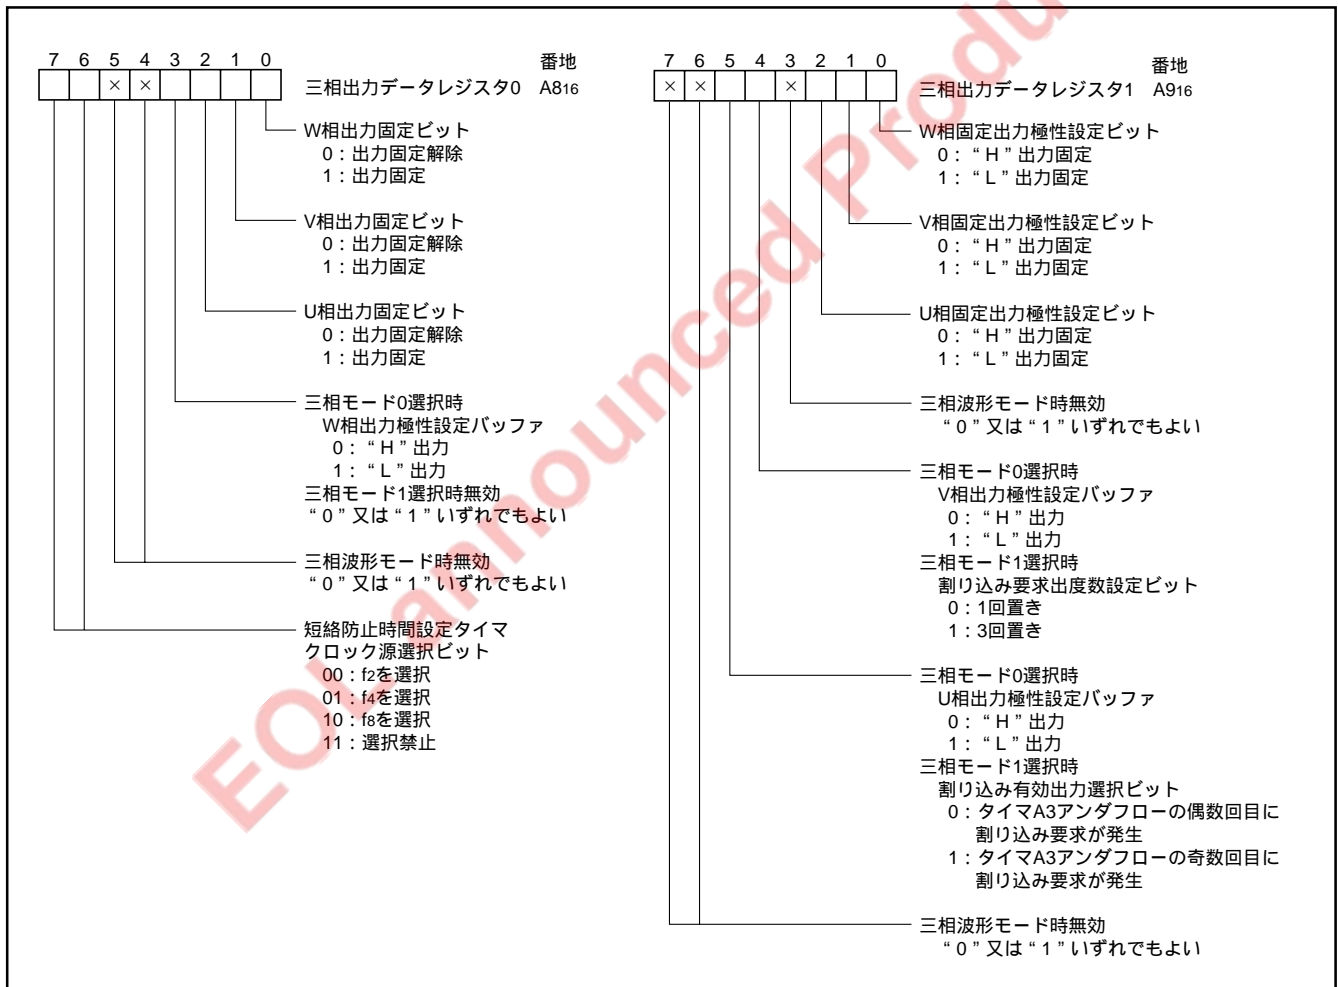 7 6 5 4 3 2 1 0 番地
× ×
三相出力データレジスタ0 A816
W相出力固定ビット
0：出力固定解除
1：出力固定
V相出力固定ビット
0：出力固定解除
1：出力固定
U相出力固定ビット
0：出力固定解除
1：出力固定
三相モード0選択時
W相出力極性設定バッファ
0：“H”出力
1：“L”出力
三相モード1選択時無効
“0”又は“1”いずれでもよい
三相波形モード時無効
“0”又は“1”いずれでもよい
短絡防止時間設定タイマ
クロック源選択ビット
00：f2を選択
01：f4を選択
10：f8を選択
11：選択禁止
7 6 5 4 3 2 1 0 番地
× × ×
三相出力データレジスタ1 A916
W相固定出力極性設定ビット
0：“H”出力固定
1：“L”出力固定
V相固定出力極性設定ビット
0：“H”出力固定
1：“L”出力固定
U相固定出力極性設定ビット
0：“H”出力固定
1：“L”出力固定
三相波形モード時無効
“0”又は“1”いずれでもよい
三相モード0選択時
V相出力極性設定バッファ
0：“H”出力
1：“L”出力
三相モード1選択時
割り込み要求出度数設定ビット
0：1回置き
1：3回置き
三相モード0選択時
U相出力極性設定バッファ
0：“H”出力
1：“L”出力
三相モード1選択時
割り込み有効出力選択ビット
0：タイマA3アンダフローの偶数回目に
割り込み要求が発生
1：タイマA3アンダフローの奇数回目に
割り込み要求が発生
三相波形モード時無効
“0”又は“1”いずれでもよい
EOL announced Produ